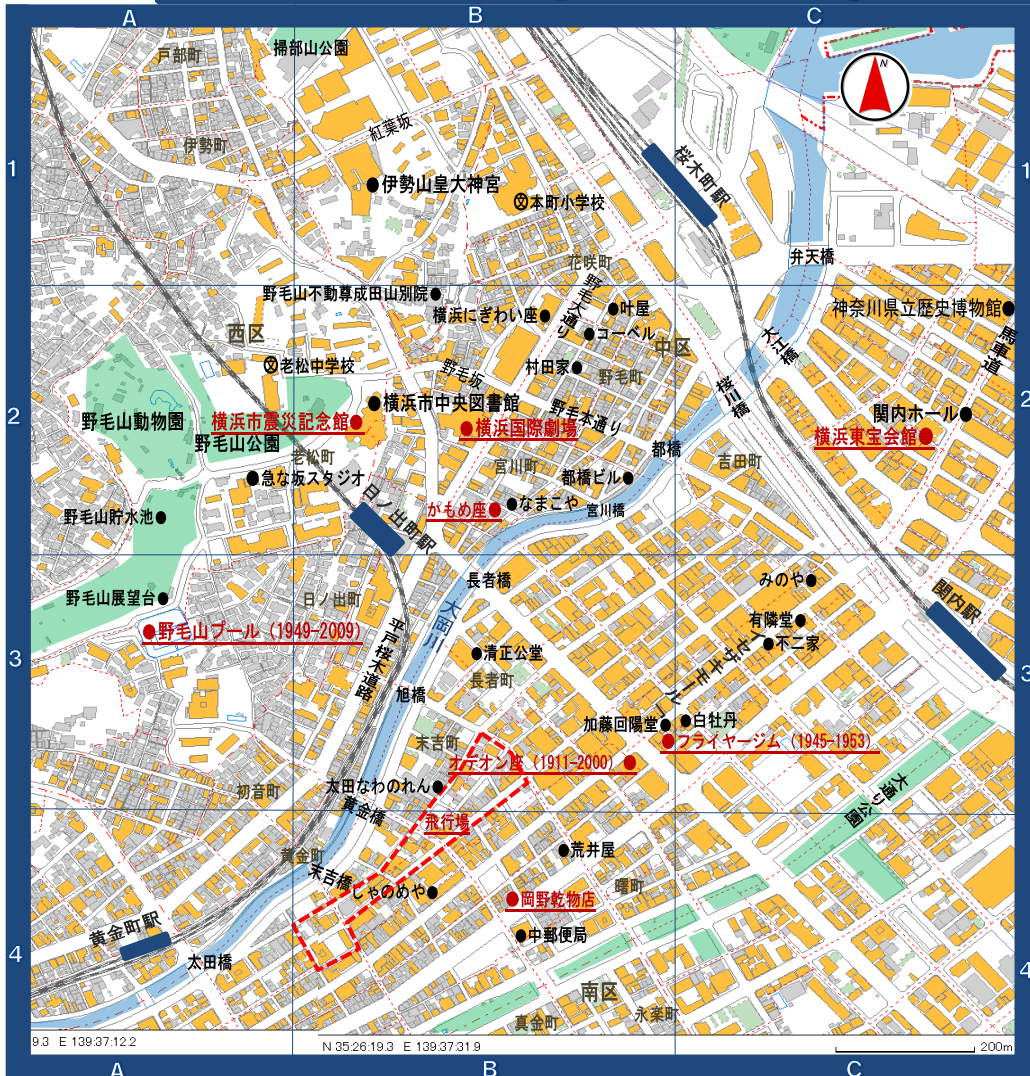 A
B
C
戸部町
掃部山公園
N
紅葉坂
伊勢町
桜木町駅
1
1
伊勢山皇大神宮
文本町小学校
弁天橋
花咲町
野毛山不動尊成田山別院
野毛大通り
叶屋
神奈川県立歴史博物館
横浜にぎわい座
コーベル
馬車道
西区
中区
大江橋
文老松中学校
村田家
野毛坂
野毛町
桜川橋
2
2
横浜市中央図書館
野毛本通り
関内ホール
野毛山動物園
横浜市震災記念館
横浜国際劇場
横浜東宝会館
野毛山公園
都橋
老松町
宮川町
吉田町
急な坂スタジオ
都橋ビル
日ノ出町駅
がもめ座
なまこや
宮川橋
野毛山貯水池
長者橋
みのや
野毛山展望台
日ノ出町
大岡川
関内駅
野毛山プール（1949-2009）
平戸桜木道路
有隣堂
イセザキモール
不二家
清正公堂
3
3
長者町
旭橋
加藤回陽堂
白牡丹
末吉町
フライヤージム（1945-1953）
オデオン座（1911-2000）
大通り公園
初音町
太田なわのれん
黄金橋
飛行場
黄金町
荒井屋
末吉橋
じゃのめや
曙町
岡野乾物店
黄金町駅
中郵便局
4
4
太田橋
南区
真金町
永楽町
9.3 E 139:37:12.2
N 35:26:19.3 E 139:37:31.9
200m
A
B
C